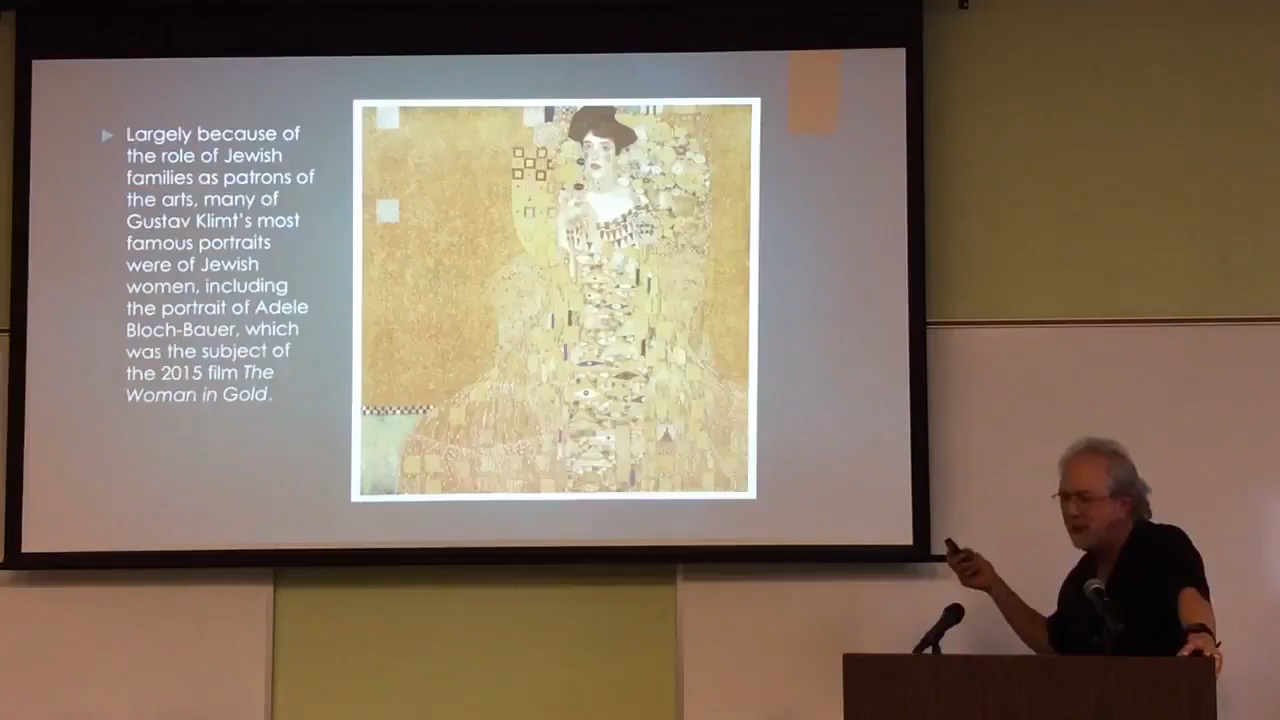 Largely because of
the role of Jewish
families as patrons of
the arts, many of
Gustav Klimt's most
famous portraits
were of Jewish
women, including
the portrait of Adele
Bloch-Bauer, which
was the subject of
the 2015 film The
Woman in Gold.